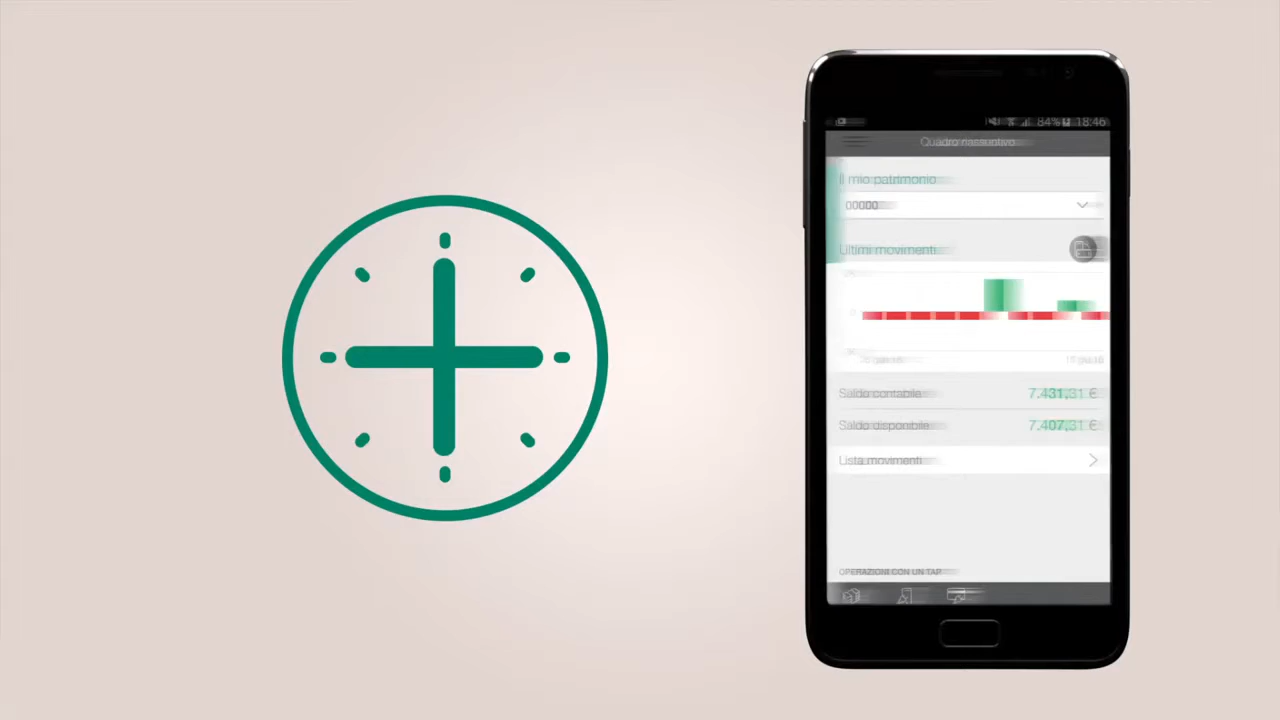 84% 18:46
Quadro riassuntivo
Il mio patrimonio
00000
Ultimi movimenti
Saldo contabile 7.431,31 €
Saldo disponibile 7.407,31 €
Lista movimenti
OPERAZIONI CON UN TAP